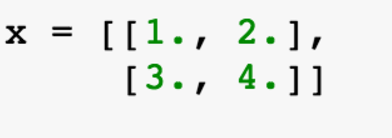 x = [[1., 2.],
[3., 4.]]